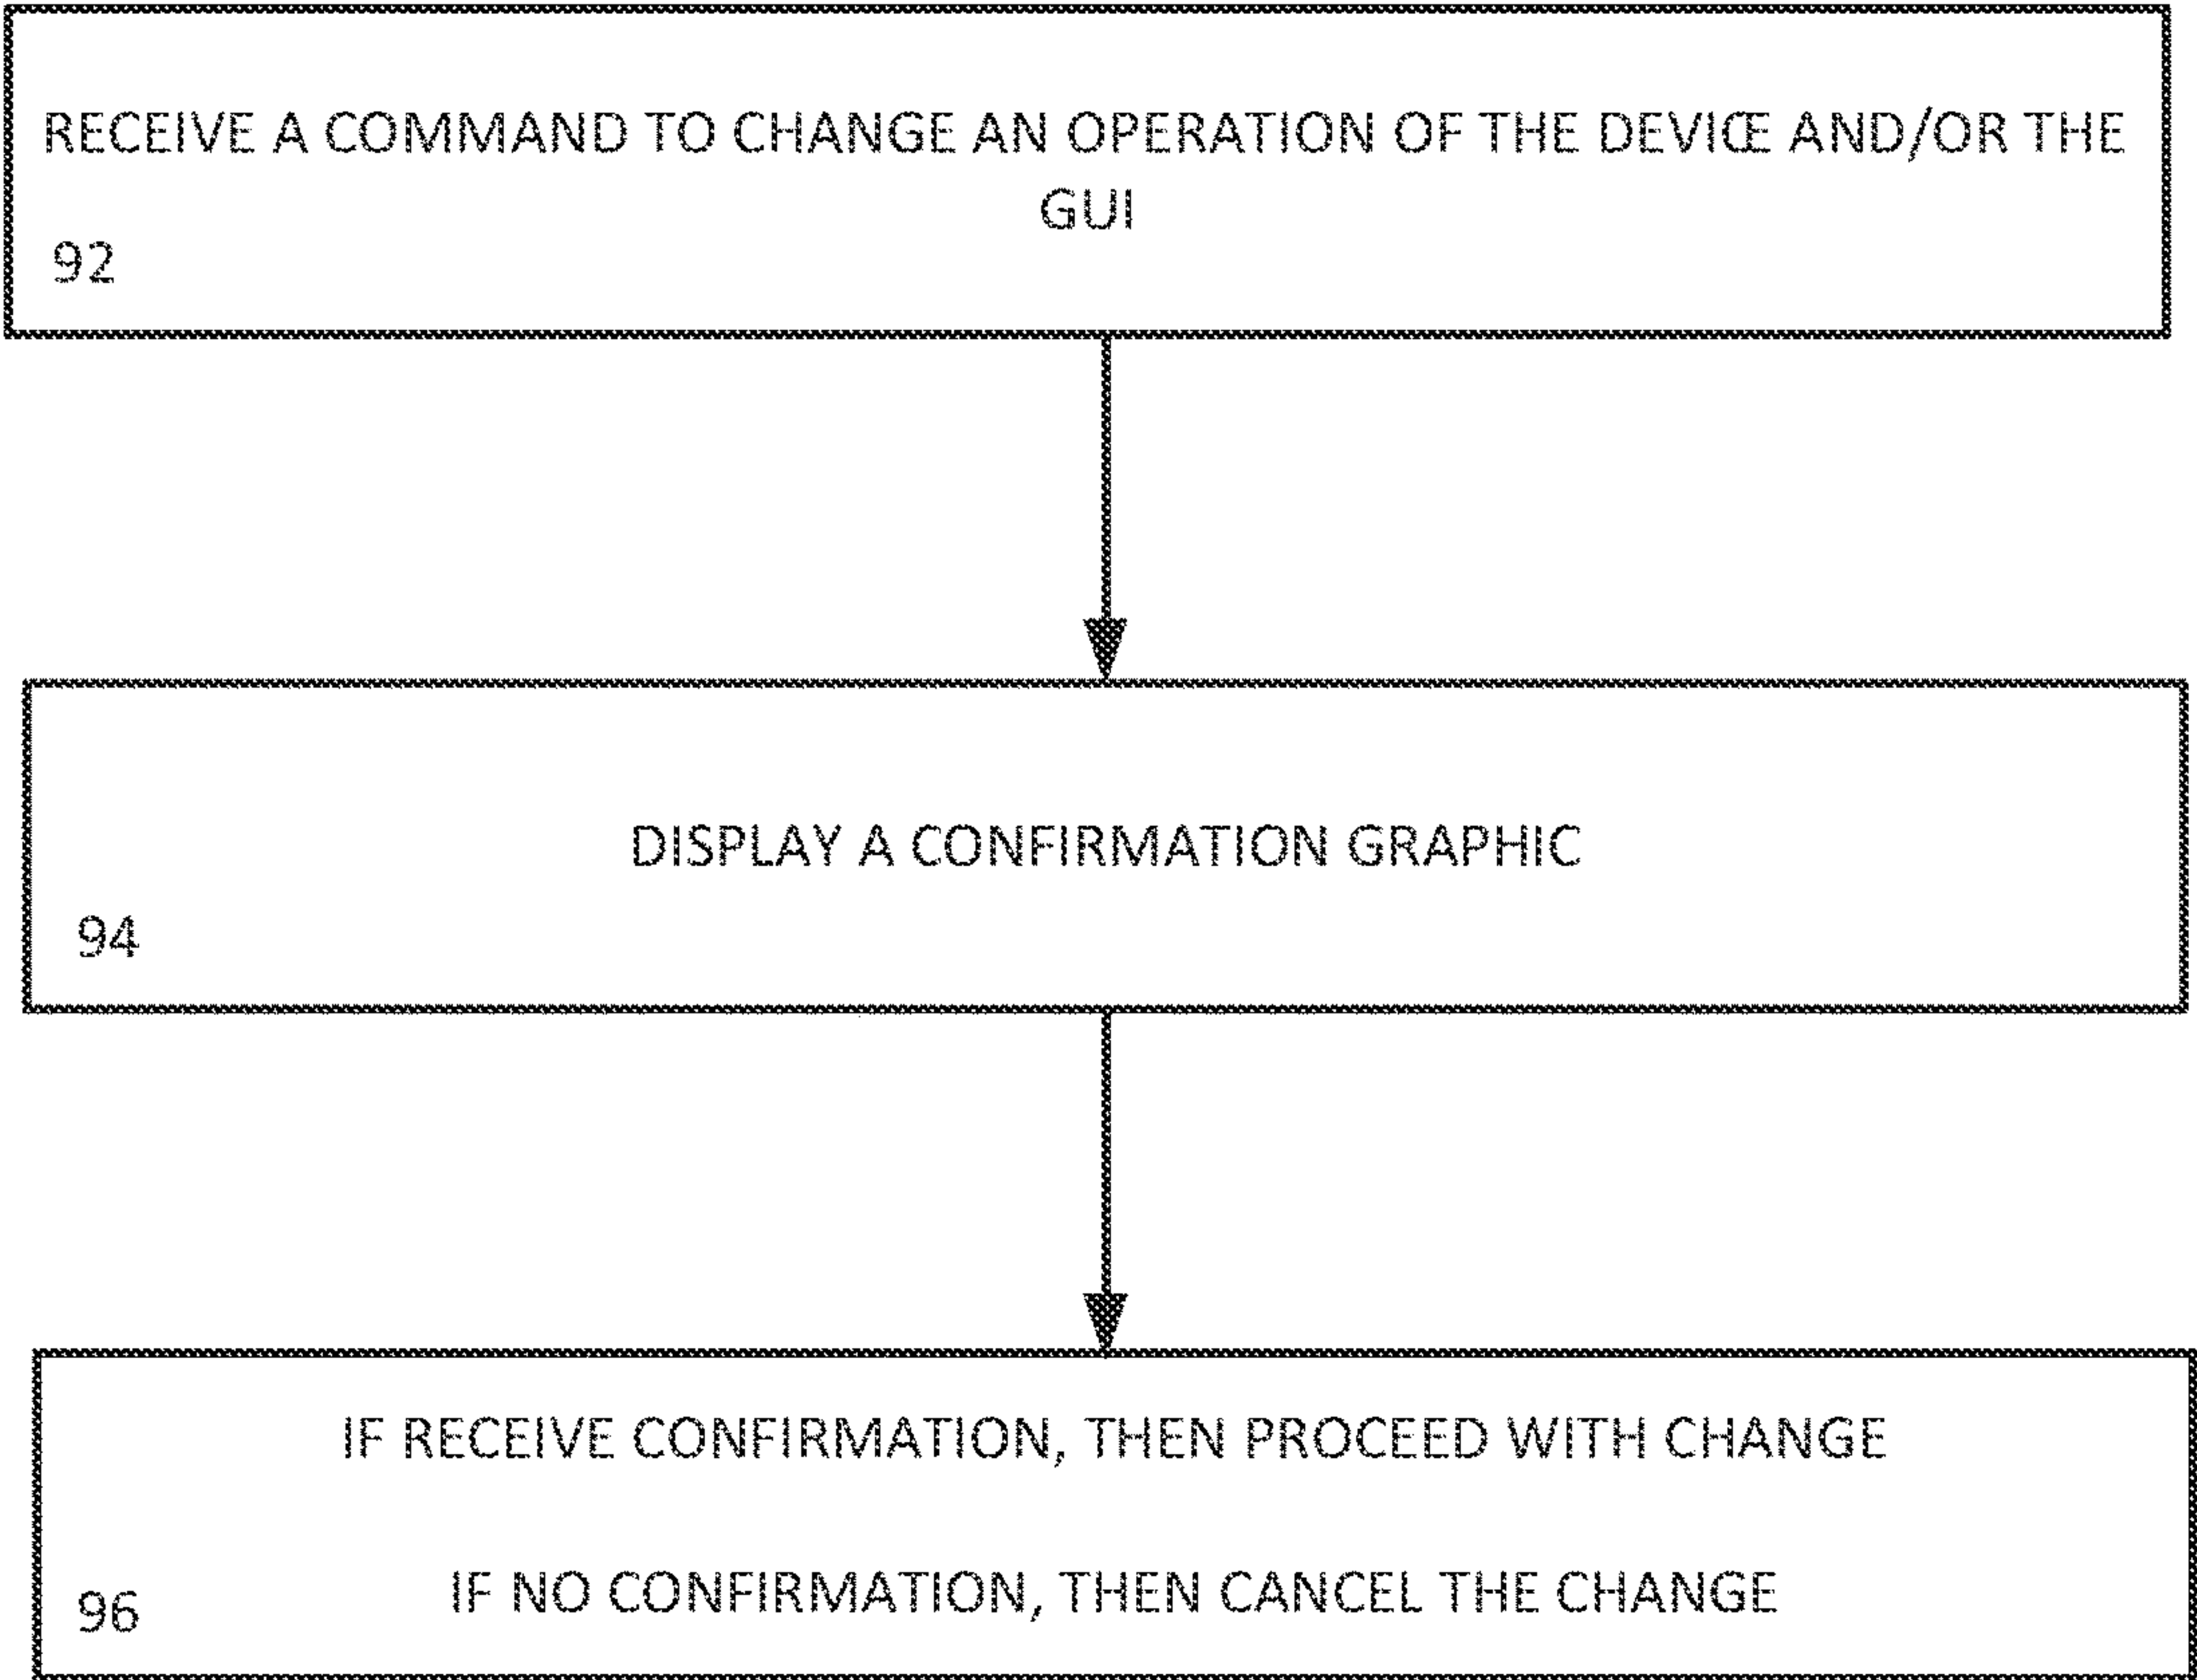 RECEIVE A COMMAND TO CHANGE AN OPERATION OF THE DEVICE AND/OR THE
GUI
92
DISPLAY A CONFIRMATION GRAPHIC
94
IF RECEIVE CONFIRMATION, THEN PROCEED WITH CHANGE
IF NO CONFIRMATION, THEN CANCEL THE CHANGE
96